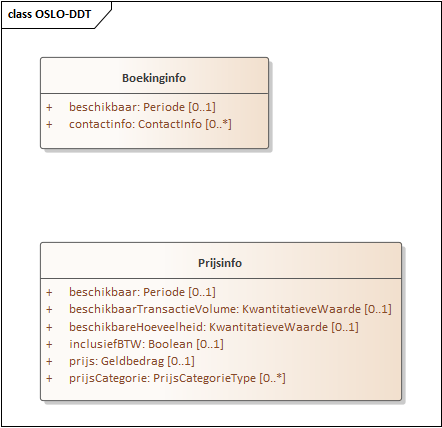 class OSLO-DDT
Boekinginfo
+ beschikbaar: Periode [0..1]
+ contactinfo: ContactInfo [0..*]
Prijsinfo
+ beschikbaar: Periode [0..1]
+ beschikbaarTransactieVolume: KwantitatieveWaarde [0..1]
+ beschikbareHoeveelheid: KwantitatieveWaarde [0..1]
+ inclusiefBTW: Boolean [0..1]
+ prijs: Geldbedrag [0..1]
+ prijsCategorie: PrijsCategorieType [0..*]